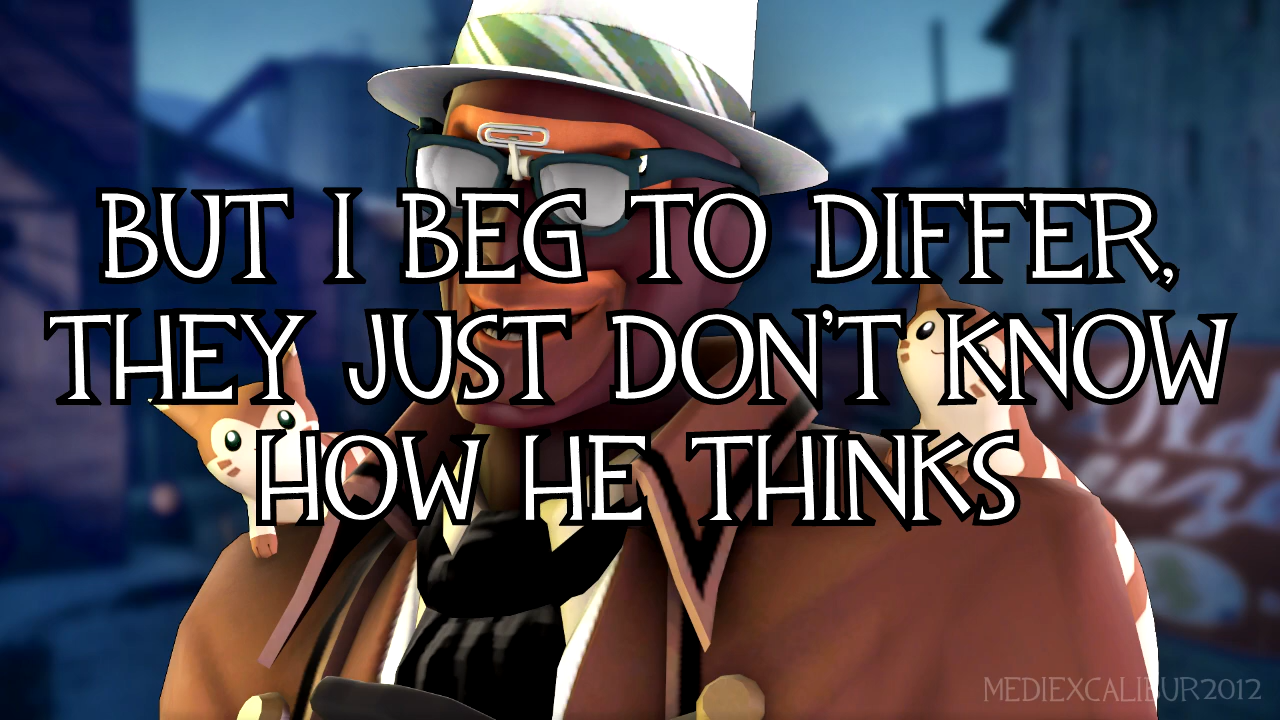 BUT I BEG TO DIFFER,
THEY JUST DON'T KNOW
HOW HE THINKS
MEDIEXCALIBUR2012